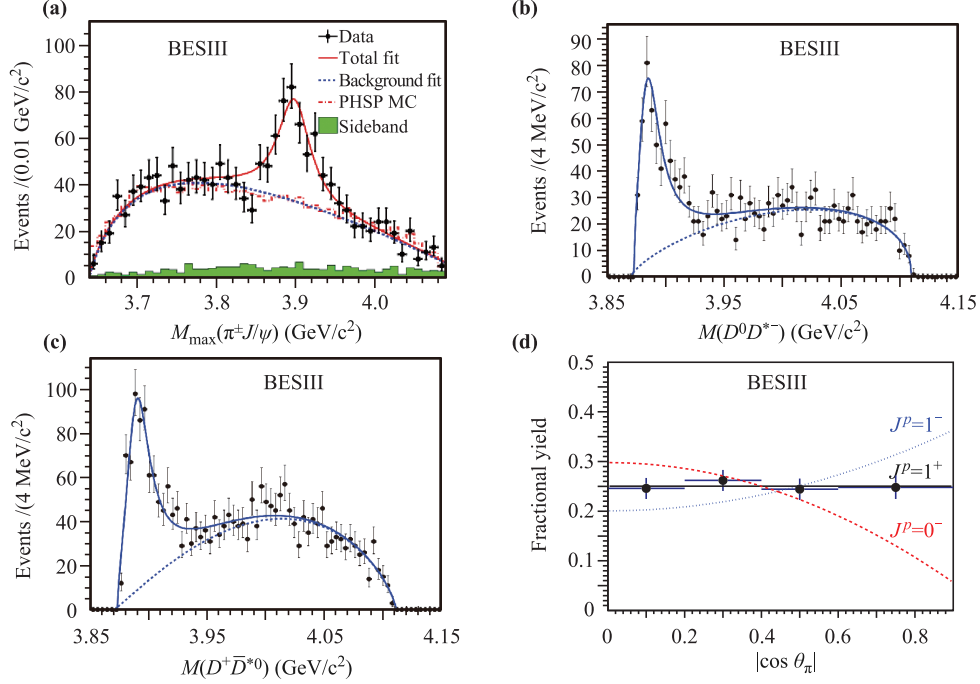 (a)
BESIII
Data
Total fit
Background fit
PHSP MC
Sideband
Events /(0.01 GeV/c²)
0
20
40
60
80
100
3.7
3.8
3.9
4.0
M_max(π±J/ψ) (GeV/c²)
(b)
BESIII
Events /(4 MeV/c²)
0
10
20
30
40
50
60
70
80
90
3.85
3.95
4.05
4.15
M(D⁰D*⁻) (GeV/c²)
(c)
BESIII
Events /(4 MeV/c²)
0
20
40
60
80
100
3.85
3.95
4.05
4.15
M(D⁺D̅*⁰) (GeV/c²)
(d)
BESIII
Fractional yield
0
0.1
0.2
0.3
0.4
0.5
J^p=1⁻
J^p=1⁺
J^p=0⁻
0
0.2
0.4
0.6
0.8
|cos θ_π|